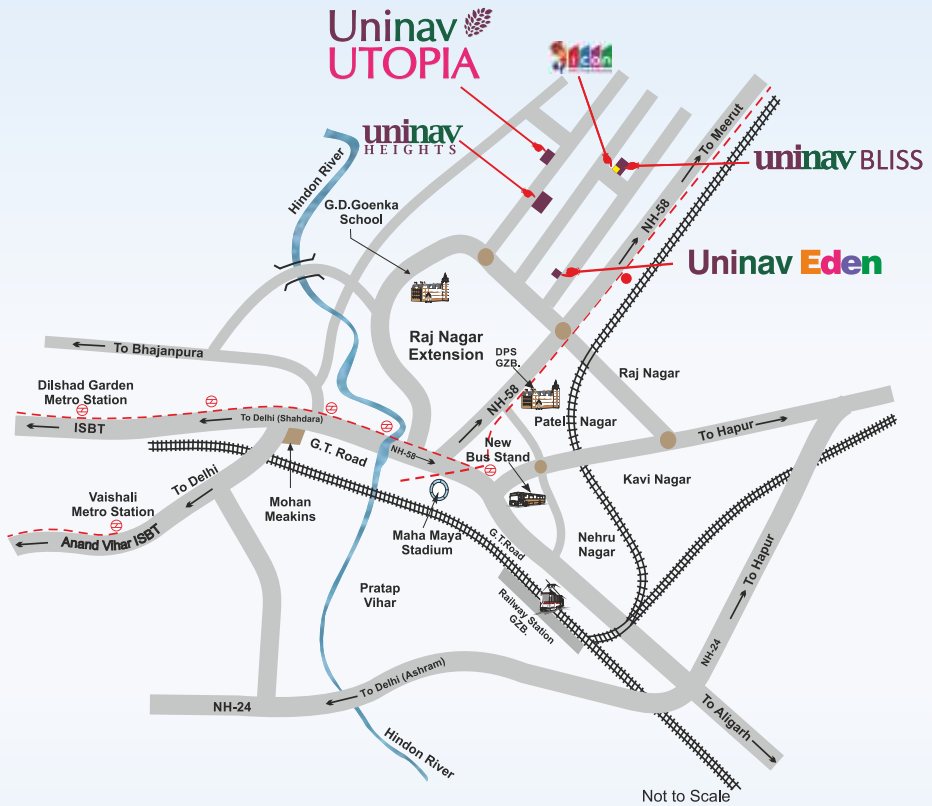 Uninav
UTOPIA
icon
uninav
HEIGHTS
To Meerut
uninav BLISS
Hindon River
G.D.Goenka
School
NH-58
Uninav Eden
Raj Nagar
Extension
To Bhajanpura
DPS
GZB.
Raj Nagar
Dilshad Garden
Metro Station
NH-58
To Delhi (Shahdara)
ISBT
Patel Nagar
To Hapur
G.T. Road
NH-58
New
Bus Stand
Kavi Nagar
To Delhi
Vaishali
Metro Station
Mohan
Meakins
Maha Maya
Stadium
G.T.Road
Nehru
Nagar
Anand Vihar ISBT
To Hapur
Pratap
Vihar
Railway Station
GZB.
NH-24
To Delhi (Ashram)
NH-24
To Aligarh
Hindon River
Not to Scale